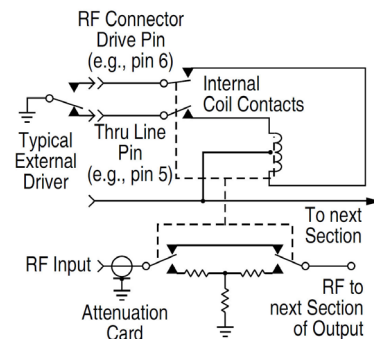 RF Connector
Drive Pin
(e.g., pin 6)
Internal
Coil Contacts
Typical
External
Driver
Thru Line
Pin
(e.g., pin 5)
To next
Section
RF Input
Attenuation
Card
RF to
next Section
of Output